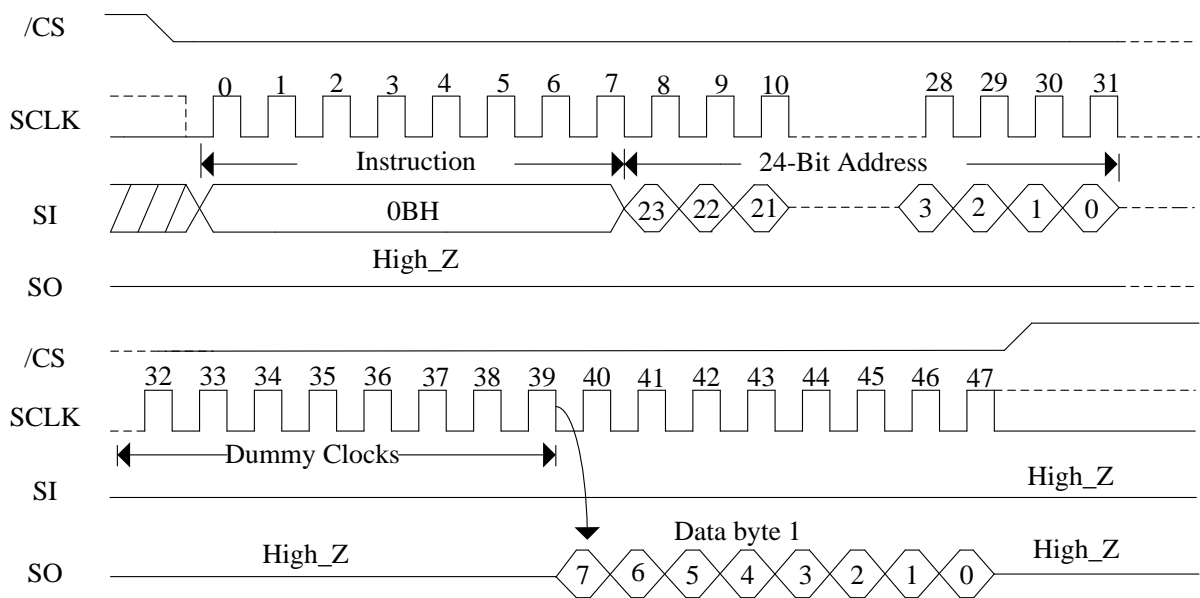 /CS
0 1 2 3 4 5 6 7 8 9 10 28 29 30 31
SCLK
Instruction 24-Bit Address
SI 0BH 23 22 21 3 2 1 0
High_Z
SO
/CS
32 33 34 35 36 37 38 39 40 41 42 43 44 45 46 47
SCLK
Dummy Clocks
SI High_Z
Data byte 1
High_Z High_Z
SO 7 6 5 4 3 2 1 0